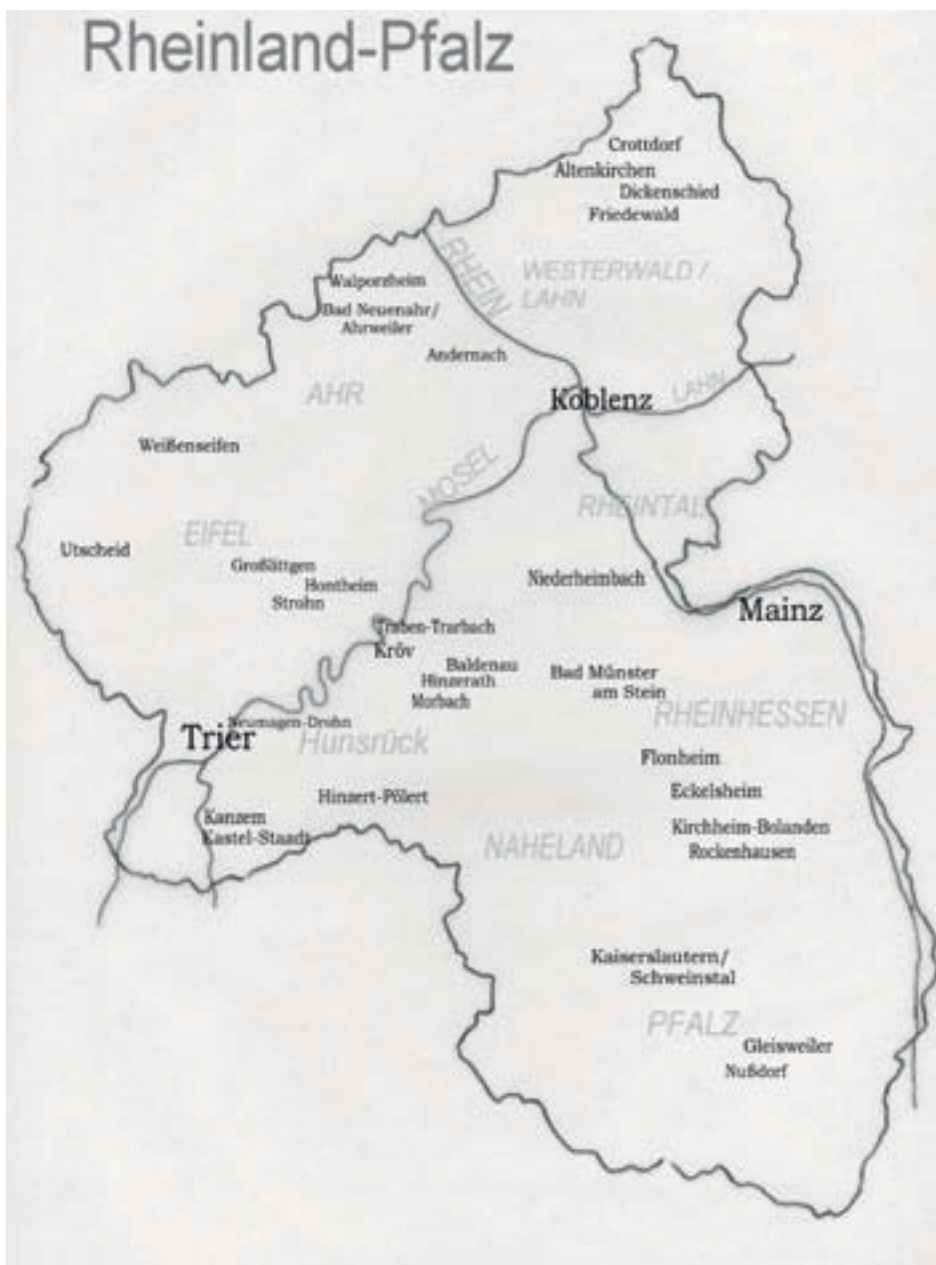 Rheinland-Pfalz
Crottdorf
Altenkirchen
Dickenschied
Friedewald
RHEIN
WESTERWALD /
LAHN
Walporzheim
Bad Neuenahr/
Ahrweiler
Andernach
AHR
LAHN
Koblenz
Weißenseifen
MOSEL
RHEINTAL
EIFEL
Utscheid
Großlittgen
Hontheim
Strohn
Niederheimbach
Mainz
Traben-Trarbach
Kröv
Baldenau
Hinzerath
Morbach
Bad Münster
am Stein
RHEINHESSEN
Neumagen-Drohn
Trier
Hunsrück
Flonheim
Eckelsheim
Hinzert-Pölert
Kanzem
Kastel-Staadt
Kirchheim-Bolanden
Rockenhausen
NAHELAND
Kaiserslautern/
Schweinstal
PFALZ
Gleisweiler
Nußdorf